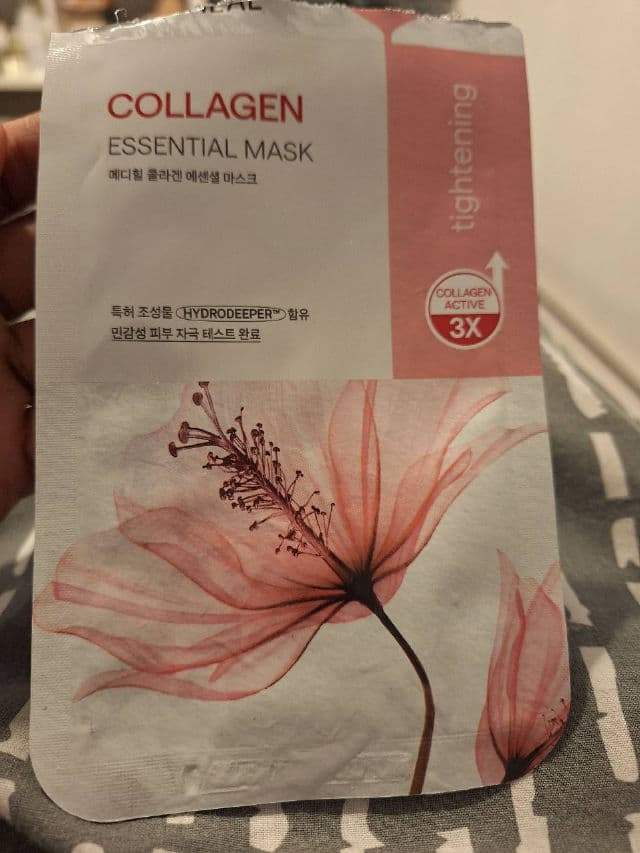 COLLAGEN
ESSENTIAL MASK
메디힐 콜라겐 에센셜 마스크
tightening
COLLAGEN
ACTIVE
3X
특허 조성물 HYDRODEEPER™ 함유
민감성 피부 자극 테스트 완료